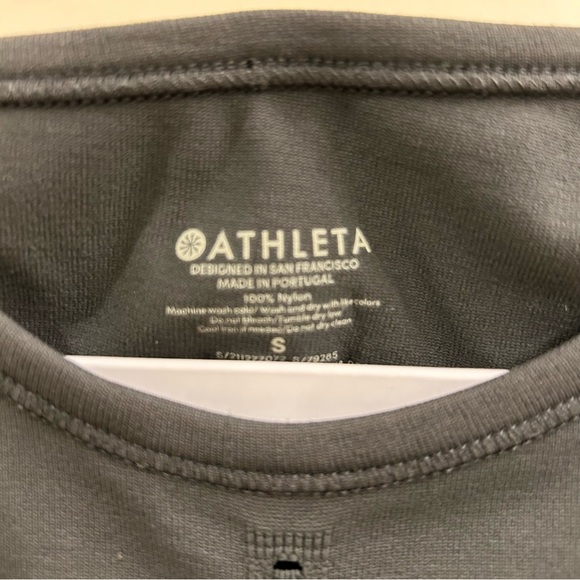 ATHLETA
DESIGNED IN SAN FRANCISCO
MADE IN PORTUGAL
100% Nylon
Machine wash cold/Wash and dry with like colors
Do not Bleach/Tumble dry low
Cool iron if needed/Do not dry clean
S